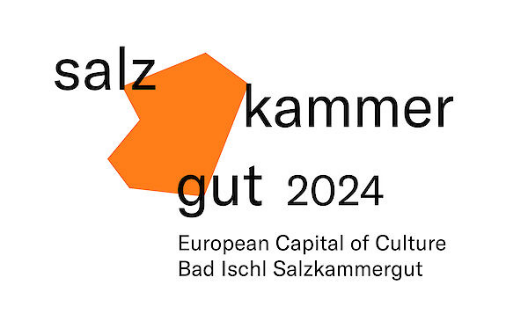 salz
kammer
gut 2024
European Capital of Culture
Bad Ischl Salzkammergut